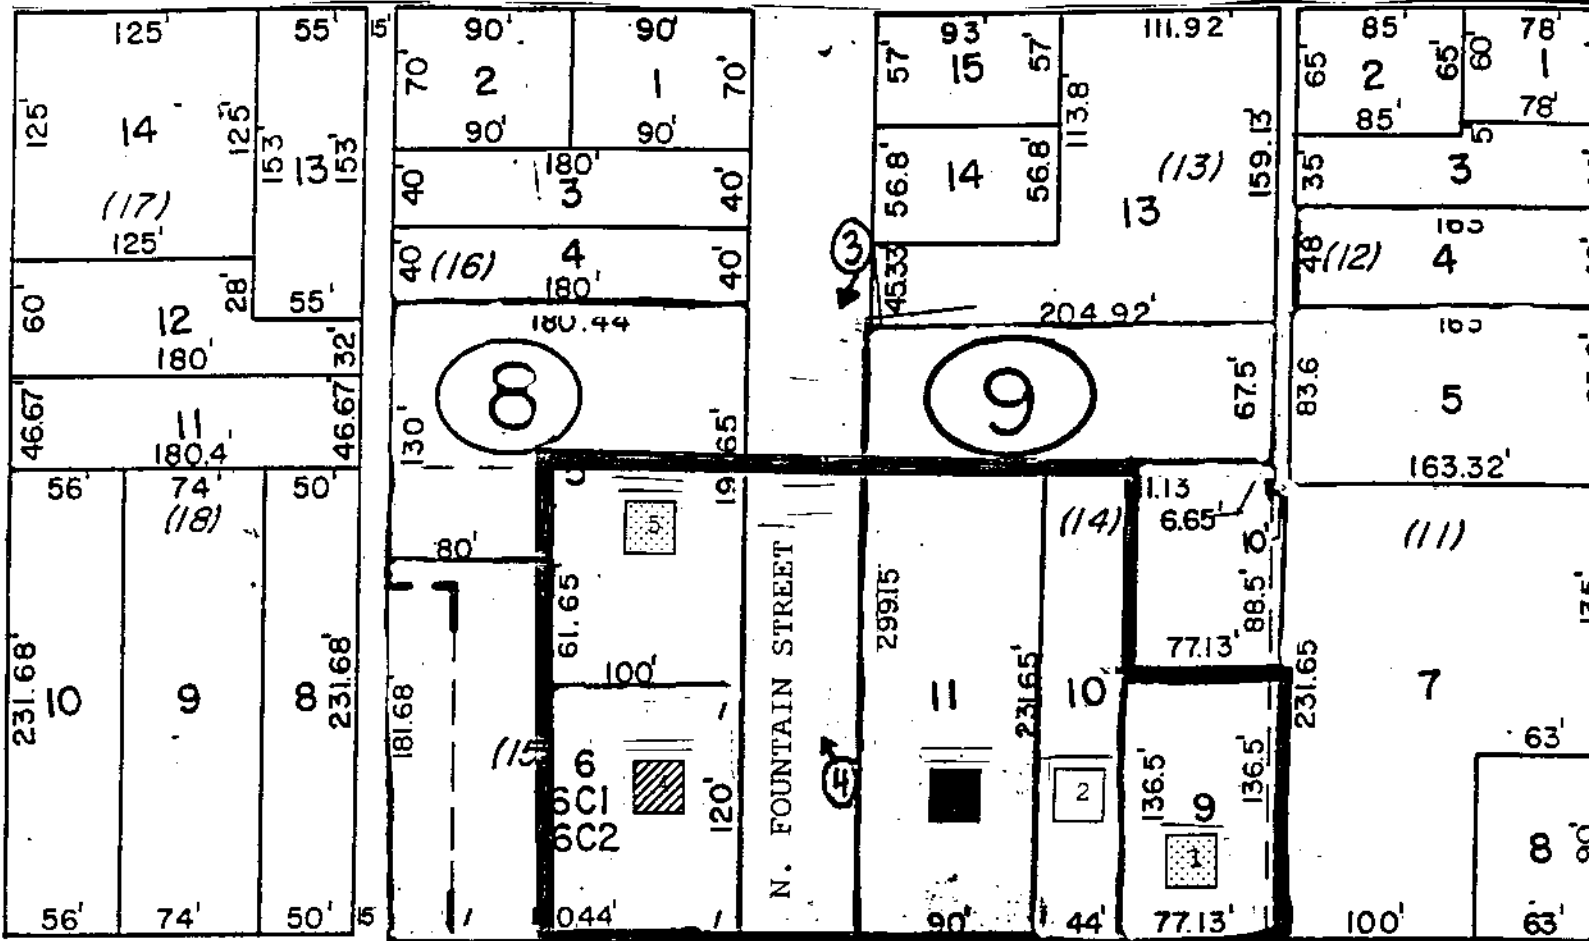 125' 55' 15' 90' 90' 93' 111.92' 85' 78'
70' 2 1 70' 57' 15 57' 65' 2 65' 60' 1
125' 14 125' 90' 90' 113.8' 159.13' 85' 78'
153' 13 153' 180' 5'
40' 3 40' 56.8' 14 56.8' (13) 35' 3
(17) 13
125' 40' (16) 4 40' 3 45.33' 48' (12) 4
60' 28' 55' 180'
12 180.44 204.92'
180' 32' 8 9 67.5' 83.6 5
46.67' 11 46.67' 130'
180.4' 163.32'
56' 74' 50' 1.13
(18) 5 (14) 6.65' (11)
80' 10'
61.65 299.15 88.5'
231.68' 231.68' 100' 231.65' 77.13' 231.65
10 9 8 181.68' 11 10 7
(15 63'
6 4 2 136.5' 9 136.5'
6C1 120' N. FOUNTAIN STREET 8 90'
6C2 1
56' 74' 50' 15' 90' 44' 77.13' 100' 63'